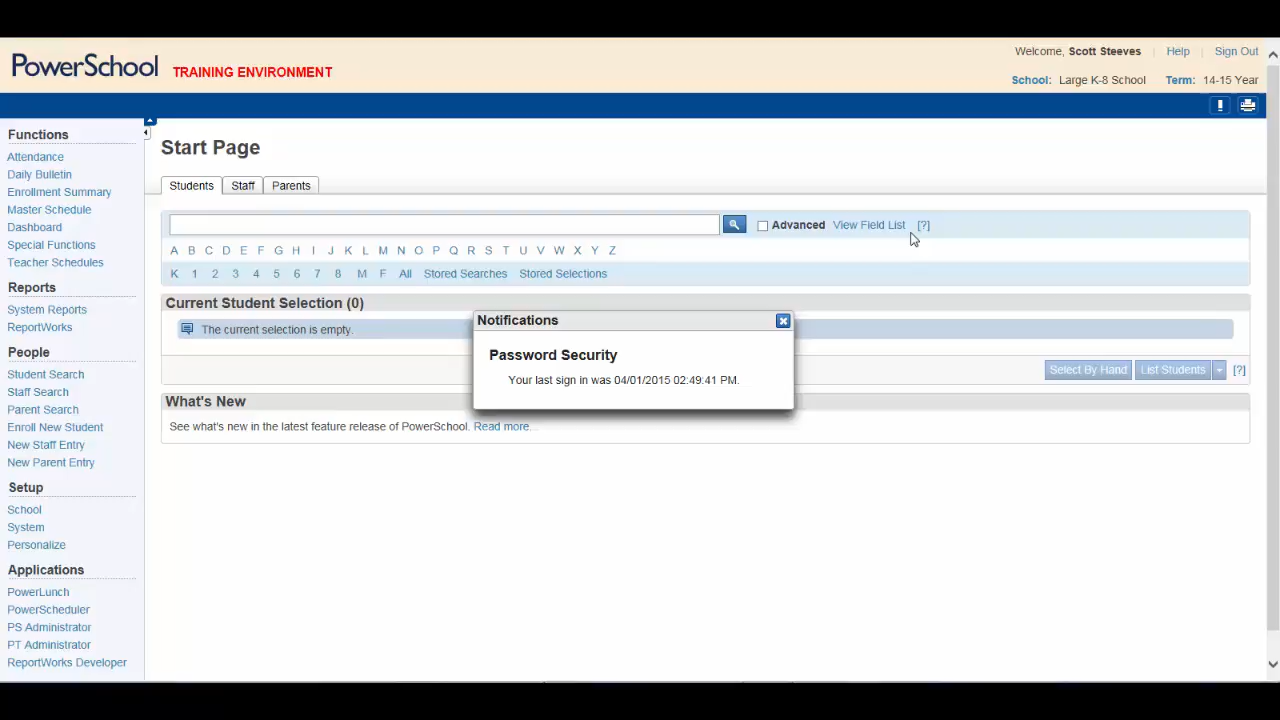 PowerSchool TRAINING ENVIRONMENT
Welcome, Scott Steeves Help Sign Out
School: Large K-8 School Term: 14-15 Year
Functions
Attendance
Daily Bulletin
Enrollment Summary
Master Schedule
Dashboard
Special Functions
Teacher Schedules
Reports
System Reports
ReportWorks
People
Student Search
Staff Search
Parent Search
Enroll New Student
New Staff Entry
New Parent Entry
Setup
School
System
Personalize
Applications
PowerLunch
PowerScheduler
PS Administrator
PT Administrator
ReportWorks Developer
Start Page
Students Staff Parents
Advanced View Field List [?]
A B C D E F G H I J K L M N O P Q R S T U V W X Y Z
K 1 2 3 4 5 6 7 8 M F All Stored Searches Stored Selections
Current Student Selection (0)
The current selection is empty.
Notifications
Password Security
Your last sign in was 04/01/2015 02:49:41 PM.
Select By Hand List Students [?]
What's New
See what's new in the latest feature release of PowerSchool. Read more...